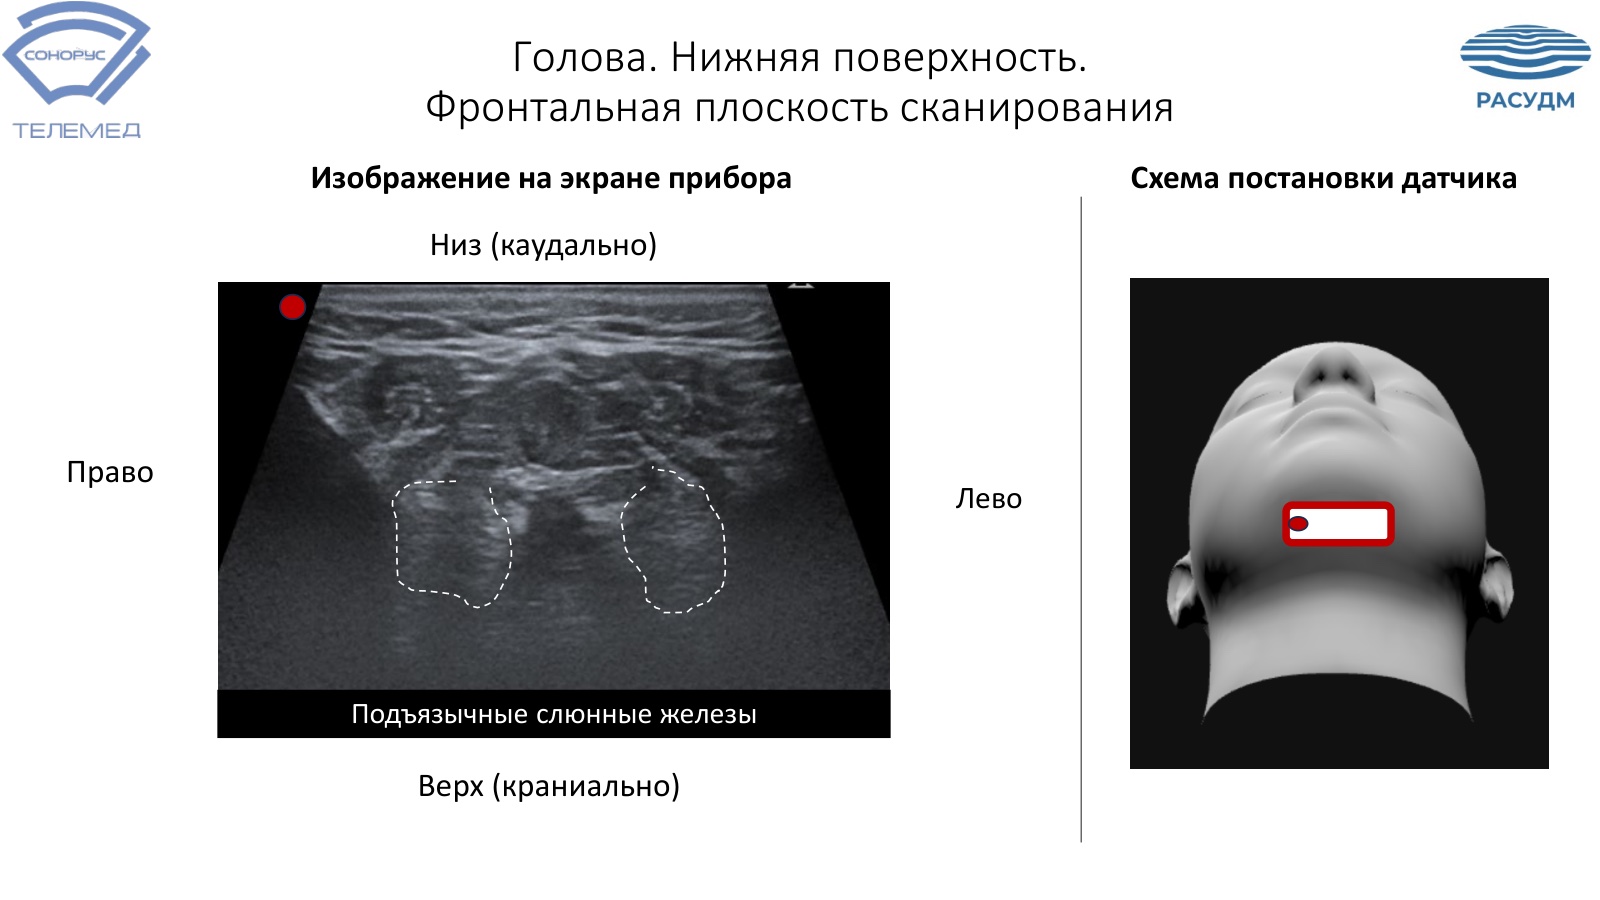 СОНОРУС
ТЕЛЕМЕД
Голова. Нижняя поверхность.
Фронтальная плоскость сканирования
РАСУДМ
Изображение на экране прибора
Схема постановки датчика
Низ (каудально)
Право
Лево
Подъязычные слюнные железы
Верх (краниально)